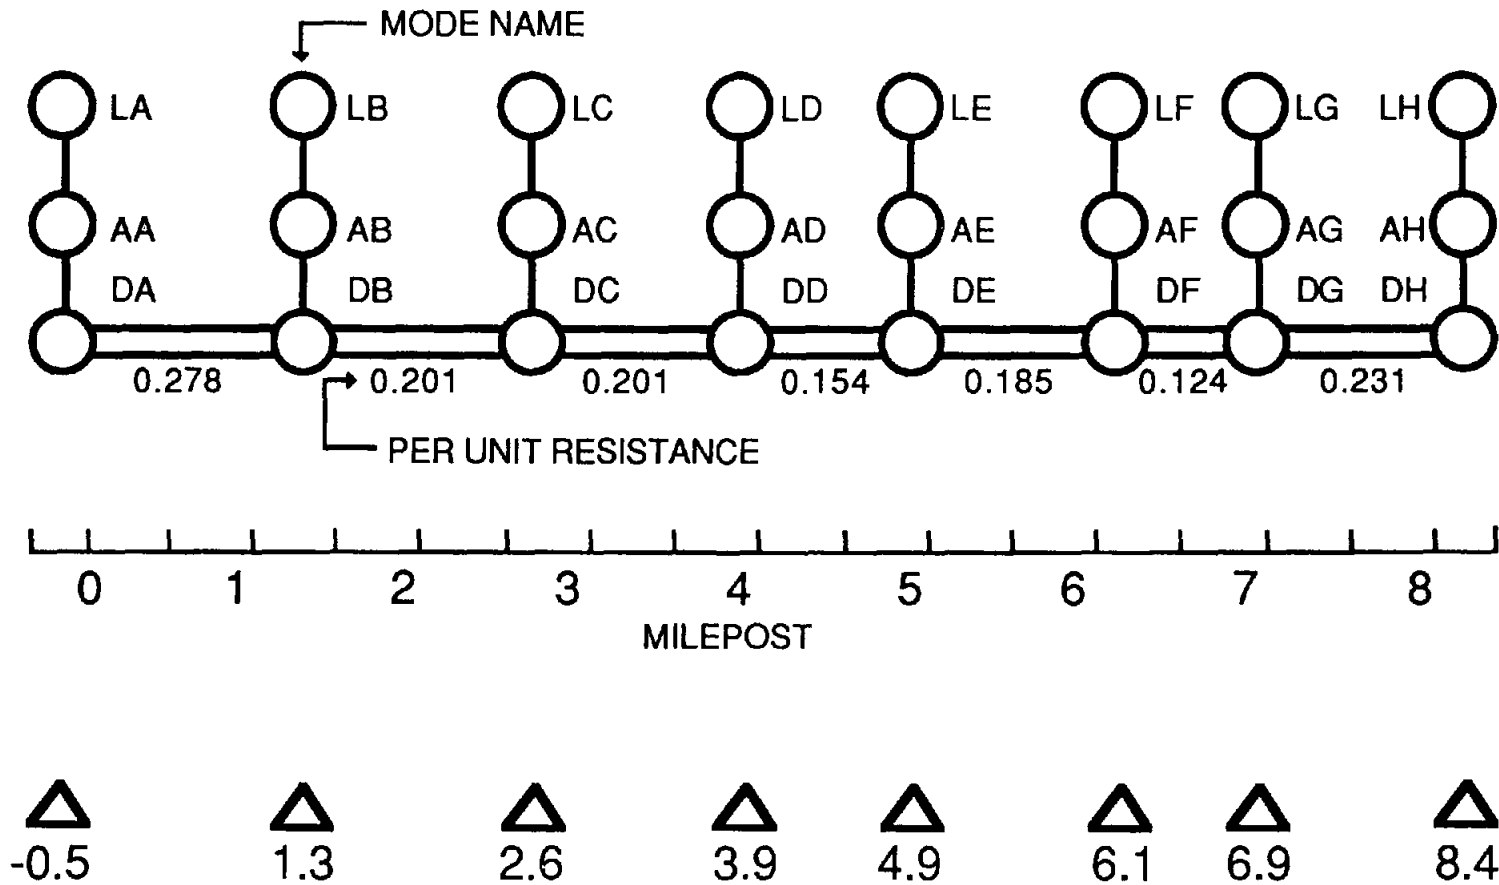 MODE NAME
LA LB LC LD LE LF LG LH
AA AB AC AD AE AF AG AH
DA DB DC DD DE DF DG DH
0.278 0.201 0.201 0.154 0.185 0.124 0.231
PER UNIT RESISTANCE
0 1 2 3 4 5 6 7 8
MILEPOST
-0.5 1.3 2.6 3.9 4.9 6.1 6.9 8.4